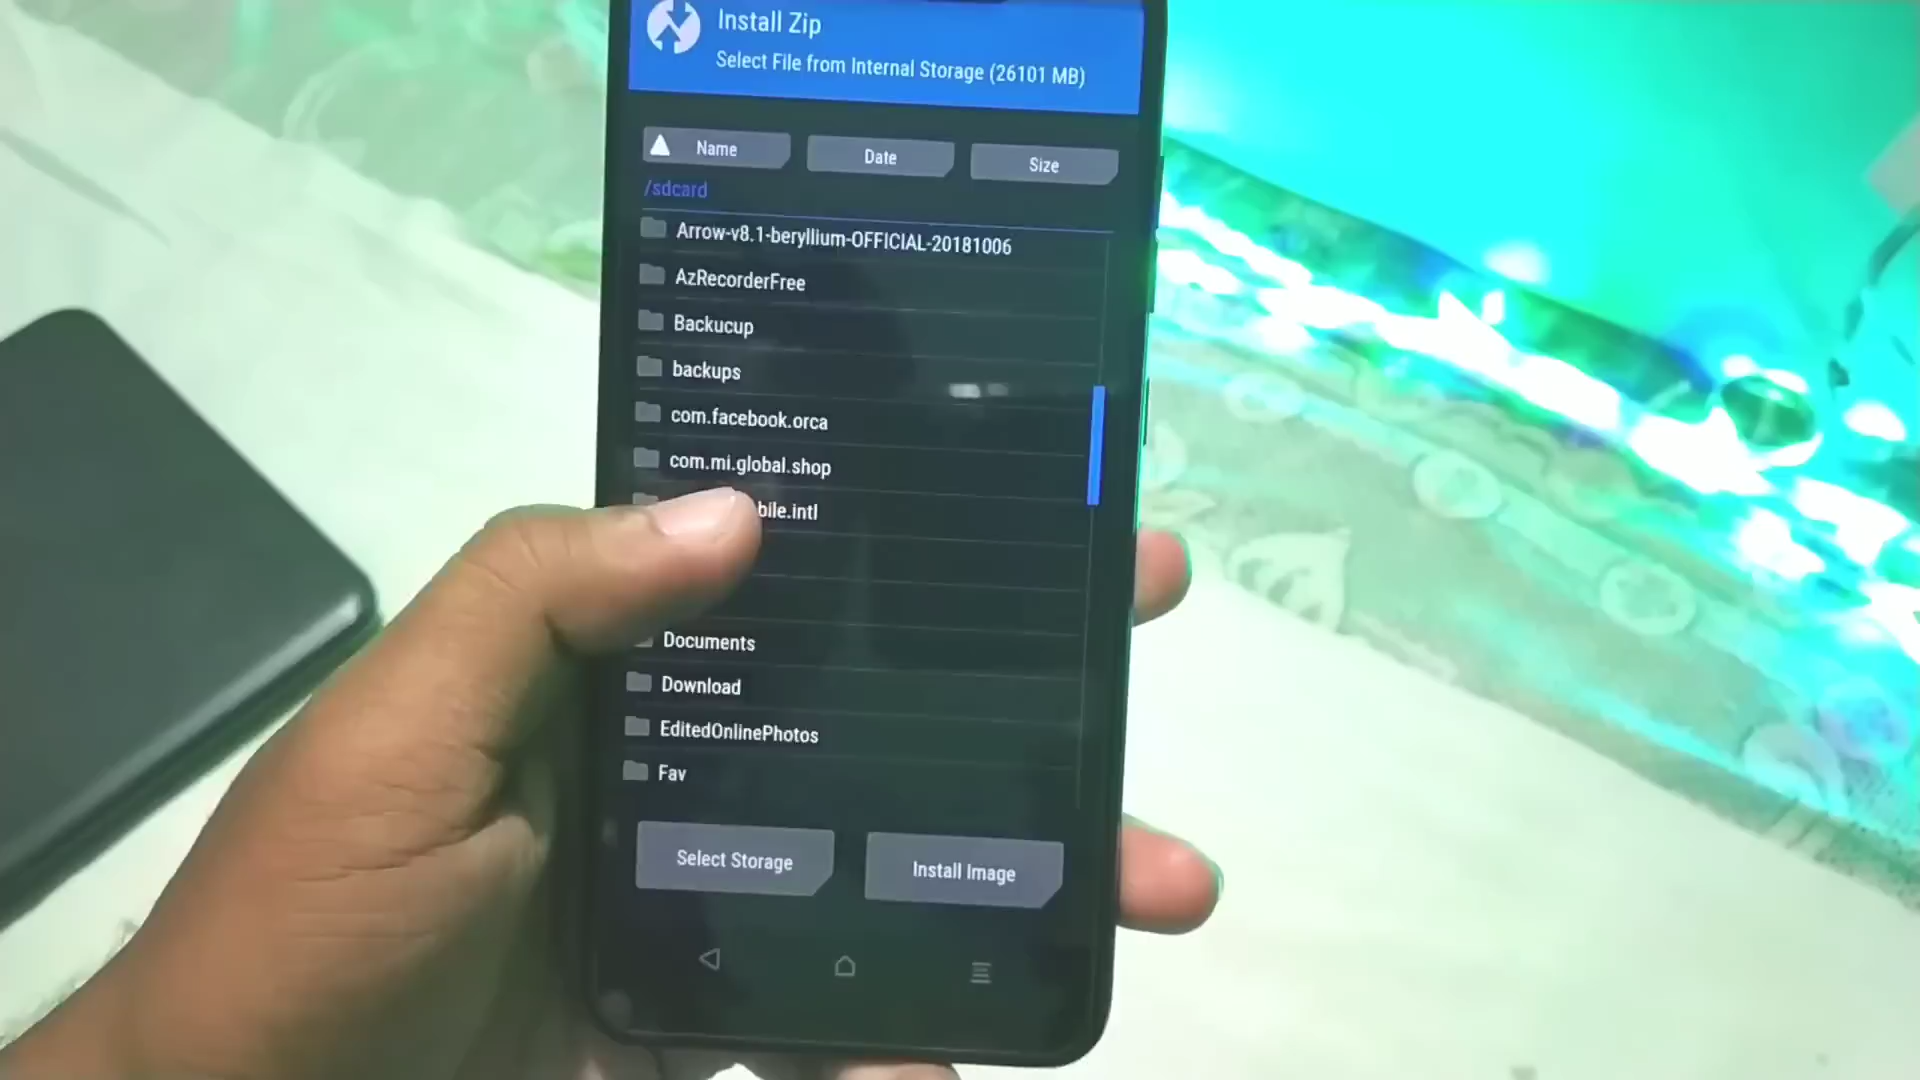 Install Zip
Select File from Internal Storage (26101 MB)
Name
Date
Size
/sdcard
Arrow-v8.1-beryllium-OFFICIAL-20181006
AzRecorderFree
Backucup
backups
com.facebook.orca
com.mi.global.shop
bile.intl
Documents
Download
EditedOnlinePhotos
Fav
Select Storage
Install Image